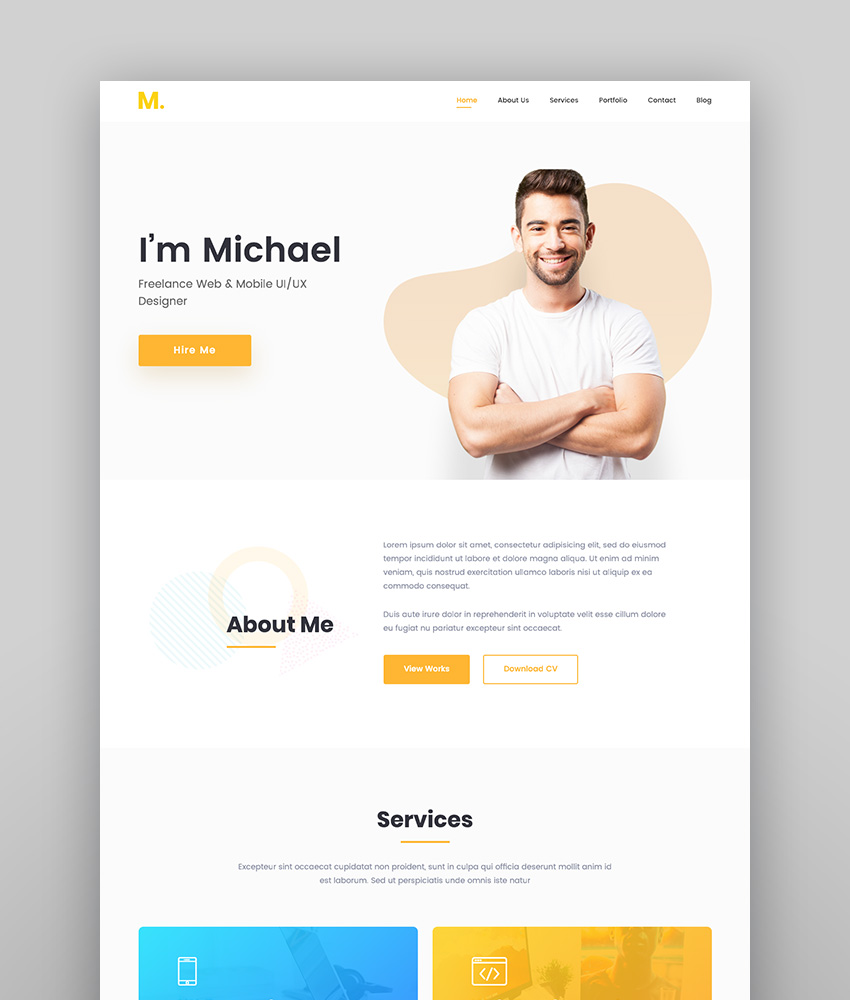 M.
Home About Us Services Portfolio Contact Blog
I'm Michael
Freelance Web & Mobile UI/UX
Designer
Hire Me
About Me
Lorem ipsum dolor sit amet, consectetur adipisicing elit, sed do eiusmod
tempor incididunt ut labore et dolore magna aliqua. Ut enim ad minim
veniam, quis nostrud exercitation ullamco laboris nisi ut aliquip ex ea
commodo consequat.
Duis aute irure dolor in reprehenderit in voluptate velit esse cillum dolore
eu fugiat nu pariatur excepteur sint occaecat.
View Works Download CV
Services
Excepteur sint occaecat cupidatat non proident, sunt in culpa qui officia deserunt mollit anim id
est laborum. Sed ut perspiciatis unde omnis iste natur